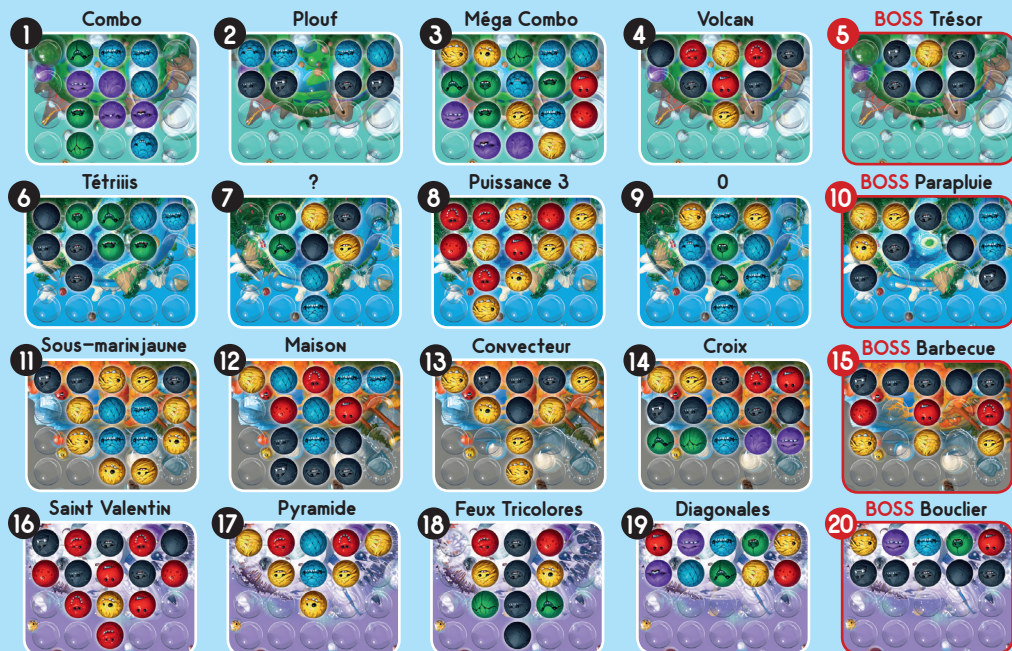 1 Combo
2 Plouf
3 Méga Combo
4 Volcan
5 BOSS Trésor
6 Tétriiis
7 ?
8 Puissance 3
9 0
10 BOSS Parapluie
11 Sous-marinjaune
12 Maison
13 Convecteur
14 Croix
15 BOSS Barbecue
16 Saint Valentin
17 Pyramide
18 Feux Tricolores
19 Diagonales
20 BOSS Bouclier